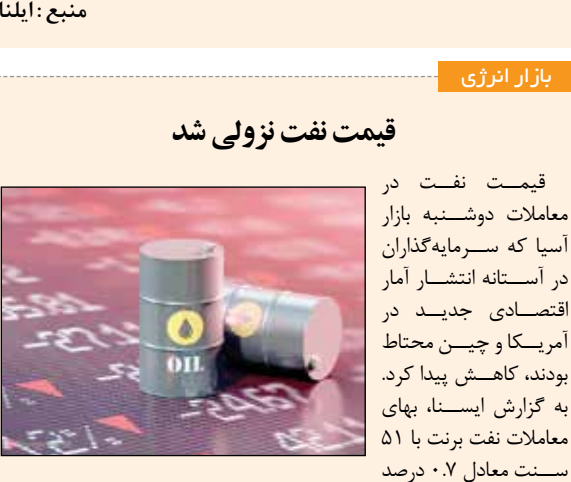 منبع: ایلنا
بازار انرژی
قیمت نفت نزولی شد
قیمت نفت در
معاملات دوشنبه بازار
آسیا که سرمایه‌گذاران
در آستانه انتشار آمار
اقتصادی جدید در
آمریکا و چین محتاط
بودند، کاهش پیدا کرد.
به گزارش ایسنا، بهای
معاملات نفت برنت با ۵۱
سنت معادل ۰.۷ درصد
OIL